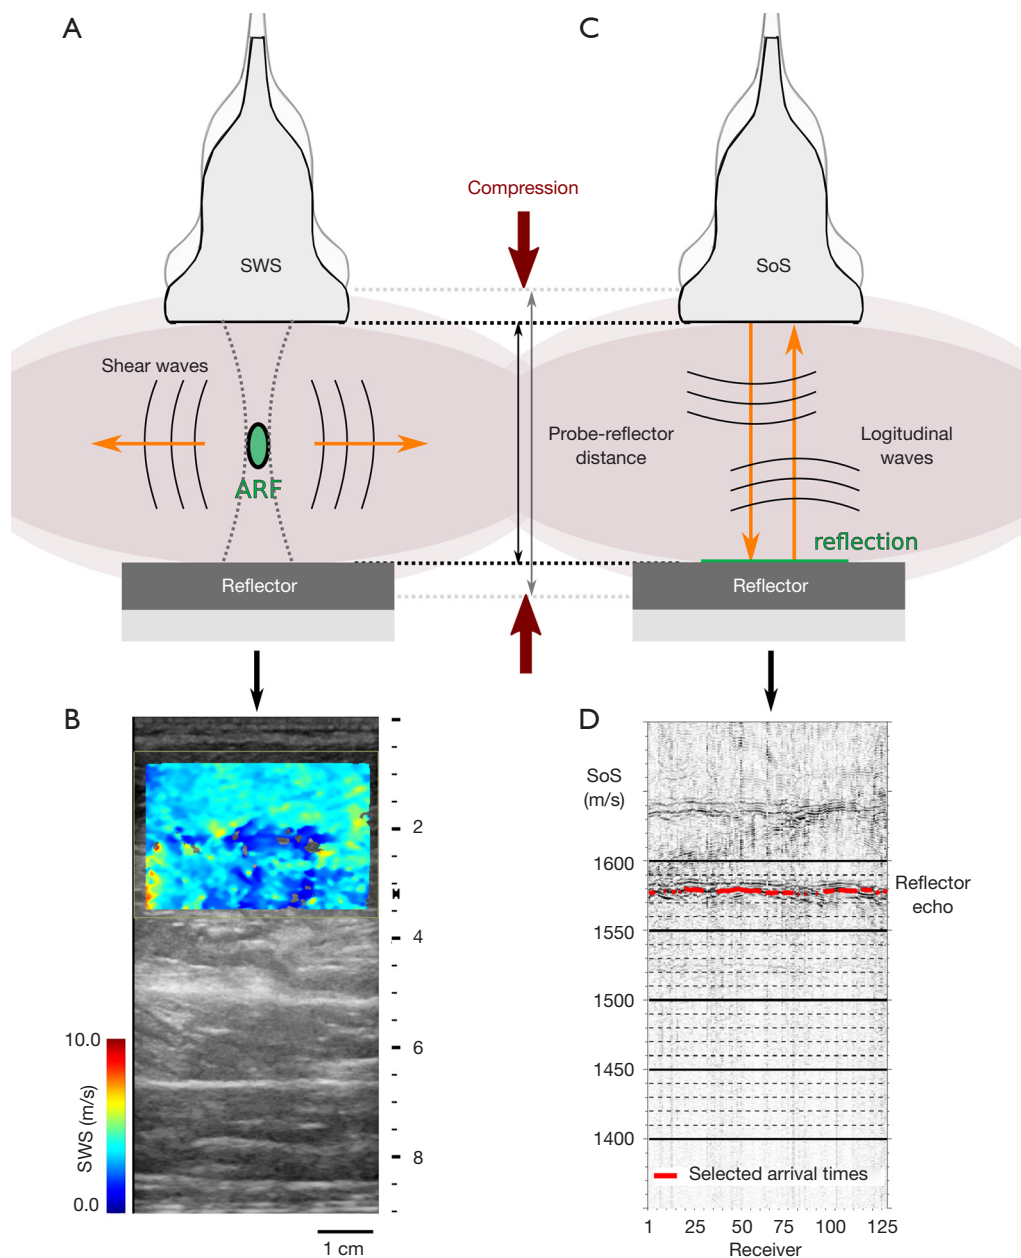 A
C
Compression
SWS
SoS
Shear waves
ARF
Probe-reflector
distance
Logitudinal
waves
reflection
Reflector
Reflector
B
2
4
6
8
10.0
SWS (m/s)
0.0
1 cm
D
SoS
(m/s)
1600
1550
1500
1450
1400
Reflector
echo
Selected arrival times
1 25 50 75 100 125
Receiver